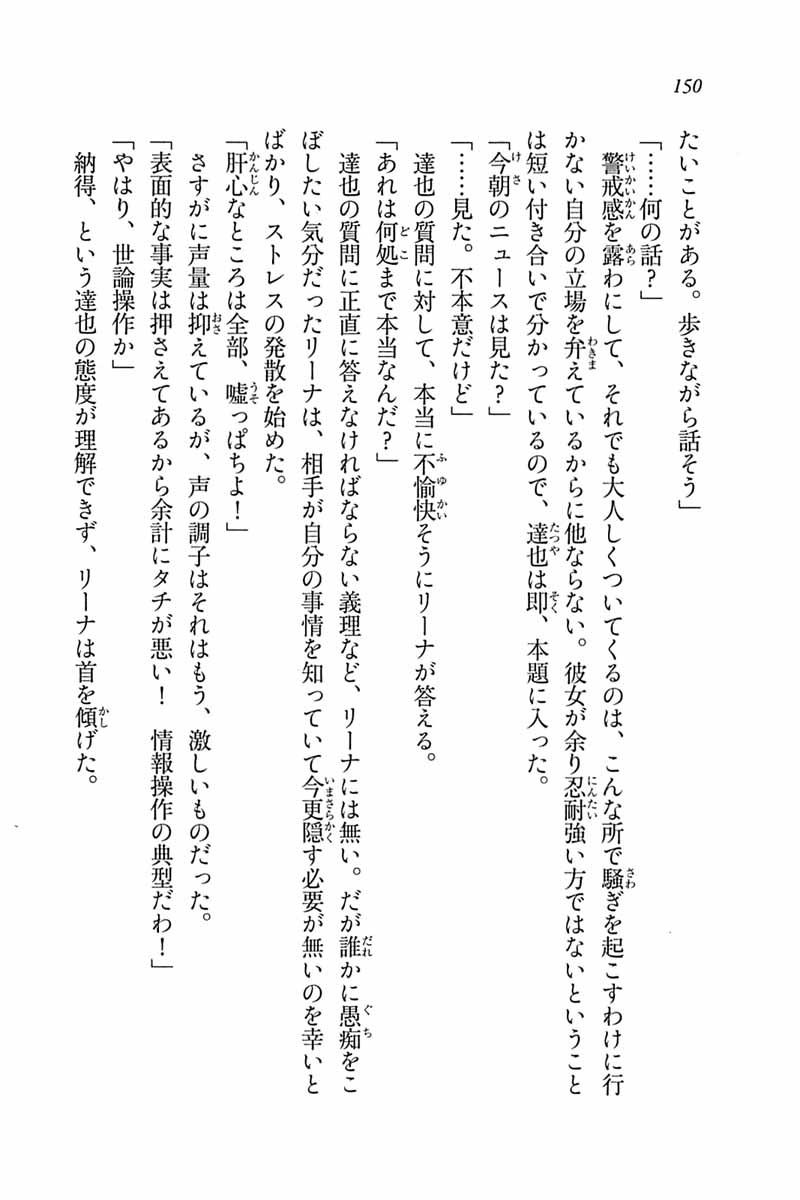 150
たいことがある。歩きながら話そう」
「……何の話？」
警戒感を露わにして、それでも大人しくついてくるのは、こんな所で騒ぎを起こすわけに行
かない自分の立場を弁えているからに他ならない。彼女が余り忍耐強い方ではないということ
は短い付き合いで分かっているので、達也は即、本題に入った。
「今朝のニュースは見た？」
「……見た。不本意だけど」
達也の質問に対して、本当に不愉快そうにリーナが答える。
「あれは何処まで本当なんだ？」
達也の質問に正直に答えなければならない義理など、リーナには無い。だが誰かに愚痴をこ
ぼしたい気分だったリーナは、相手が自分の事情を知っていて今更隠す必要が無いのを幸いと
ばかり、ストレスの発散を始めた。
「肝心なところは全部、嘘っぱちよ！」
さすがに声量は抑えているが、声の調子はそれはもう、激しいものだった。
「表面的な事実は押さえてあるから余計にタチが悪い！　情報操作の典型だわ！」
「やはり、世論操作か」
納得、という達也の態度が理解できず、リーナは首を傾げた。